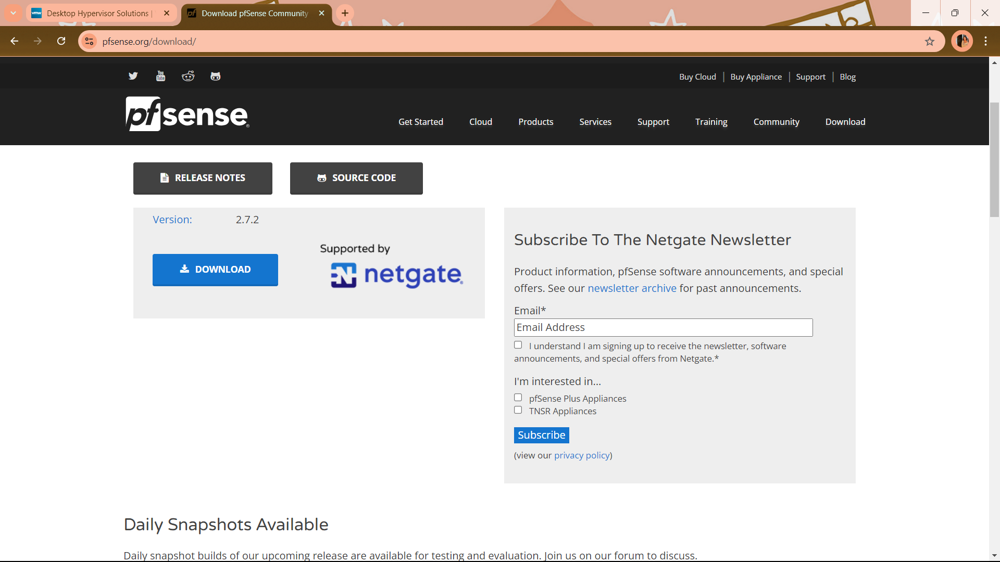 vmw Desktop Hypervisor Solutions |
pf Download pfSense Community
pfsense.org/download/
You Tube
Buy Cloud | Buy Appliance | Support | Blog
pfsense®
Get Started Cloud Products Services Support Training Community Download
RELEASE NOTES
SOURCE CODE
Version: 2.7.2
DOWNLOAD
Supported by
netgate®
Subscribe To The Netgate Newsletter
Product information, pfSense software announcements, and special
offers. See our newsletter archive for past announcements.
Email*
Email Address
I understand I am signing up to receive the newsletter, software
announcements, and special offers from Netgate.*
I'm interested in...
pfSense Plus Appliances
TNSR Appliances
Subscribe
(view our privacy policy)
Daily Snapshots Available
Daily snapshot builds of our upcoming release are available for testing and evaluation. Join us on our forum to discuss.